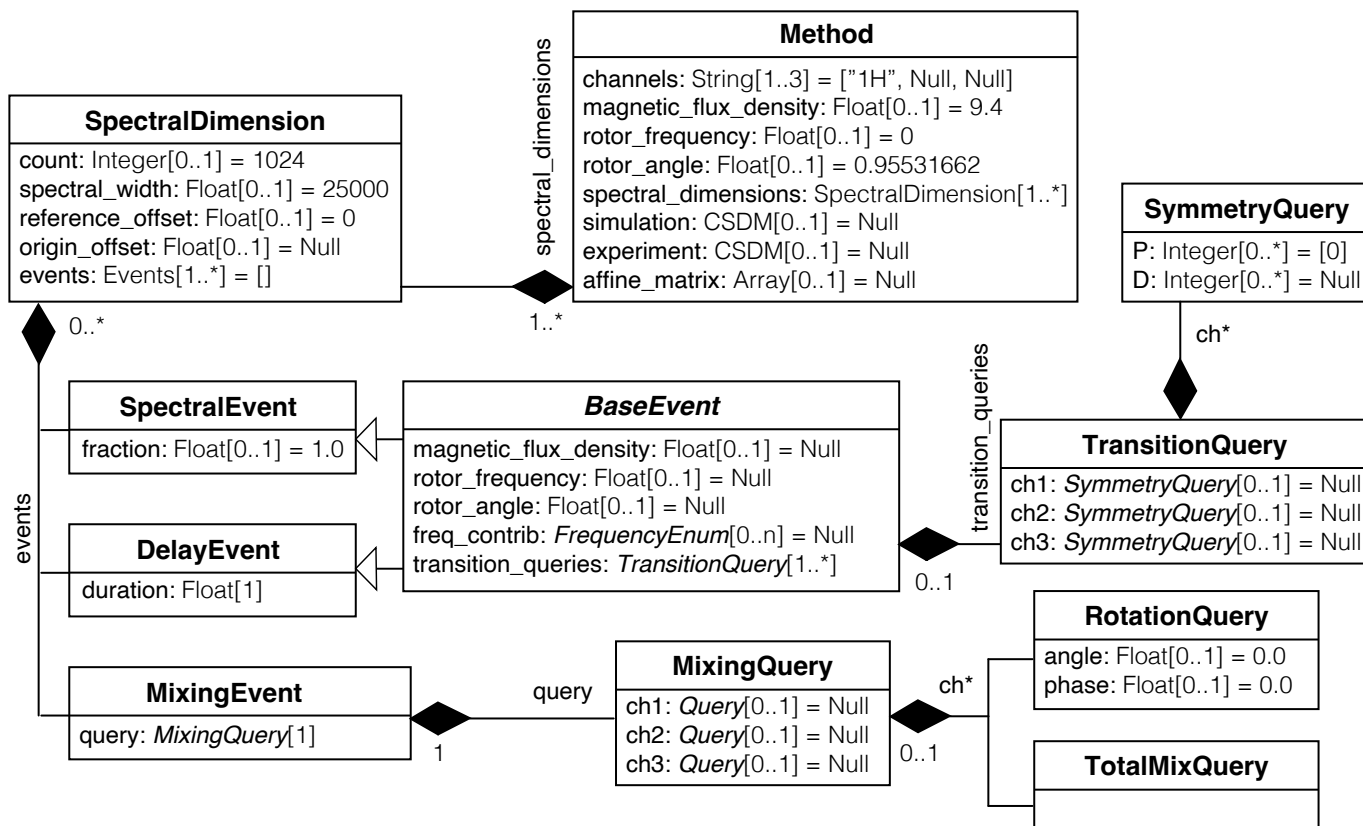 Method
channels: String[1..3] = ["1H", Null, Null]
magnetic_flux_density: Float[0..1] = 9.4
rotor_frequency: Float[0..1] = 0
rotor_angle: Float[0..1] = 0.95531662
spectral_dimensions: SpectralDimension[1..*]
simulation: CSDM[0..1] = Null
experiment: CSDM[0..1] = Null
affine_matrix: Array[0..1] = Null
spectral_dimensions
1..*
SpectralDimension
count: Integer[0..1] = 1024
spectral_width: Float[0..1] = 25000
reference_offset: Float[0..1] = 0
origin_offset: Float[0..1] = Null
events: Events[1..*] = []
0..*
events
SymmetryQuery
P: Integer[0..*] = [0]
D: Integer[0..*] = Null
ch*
SpectralEvent
fraction: Float[0..1] = 1.0
BaseEvent
magnetic_flux_density: Float[0..1] = Null
rotor_frequency: Float[0..1] = Null
rotor_angle: Float[0..1] = Null
freq_contrib: FrequencyEnum[0..n] = Null
transition_queries: TransitionQuery[1..*]
transition_queries
0..1
TransitionQuery
ch1: SymmetryQuery[0..1] = Null
ch2: SymmetryQuery[0..1] = Null
ch3: SymmetryQuery[0..1] = Null
DelayEvent
duration: Float[1]
MixingEvent
query: MixingQuery[1]
1
query
MixingQuery
ch1: Query[0..1] = Null
ch2: Query[0..1] = Null
ch3: Query[0..1] = Null
ch*
0..1
RotationQuery
angle: Float[0..1] = 0.0
phase: Float[0..1] = 0.0
TotalMixQuery